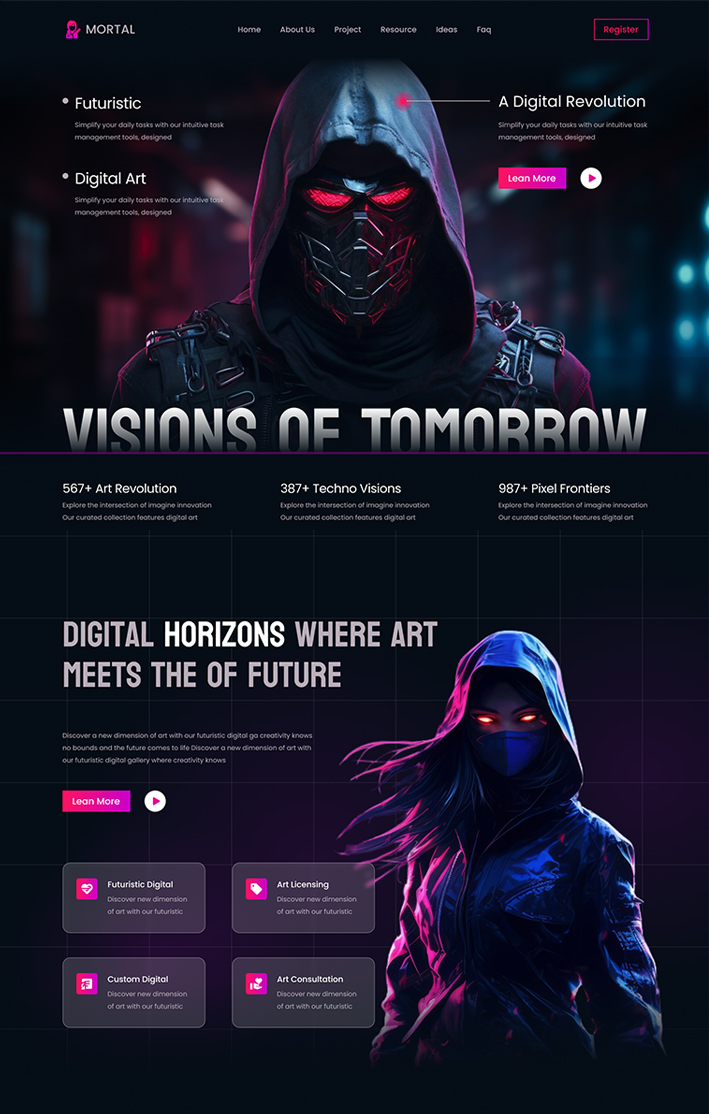 MORTAL
Home About Us Project Resource Ideas Faq
Register
Futuristic
Simplify your daily tasks with our intuitive task
management tools, designed
Digital Art
Simplify your daily tasks with our intuitive task
management tools, designed
A Digital Revolution
Simplify your daily tasks with our intuitive task
management tools, designed
Lean More
VISIONS OF TOMORROW
567+ Art Revolution
Explore the intersection of imagine innovation
Our curated collection features digital art
387+ Techno Visions
Explore the intersection of imagine innovation
Our curated collection features digital art
987+ Pixel Frontiers
Explore the intersection of imagine innovation
Our curated collection features digital art
DIGITAL HORIZONS WHERE ART
MEETS THE OF FUTURE
Discover a new dimension of art with our futuristic digital ga creativity knows
no bounds and the future comes to life Discover a new dimension of art with
our futuristic digital gallery where creativity knows
Lean More
Futuristic Digital
Discover new dimension
of art with our futuristic
Art Licensing
Discover new dimension
of art with our futuristic
Custom Digital
Discover new dimension
of art with our futuristic
Art Consultation
Discover new dimension
of art with our futuristic